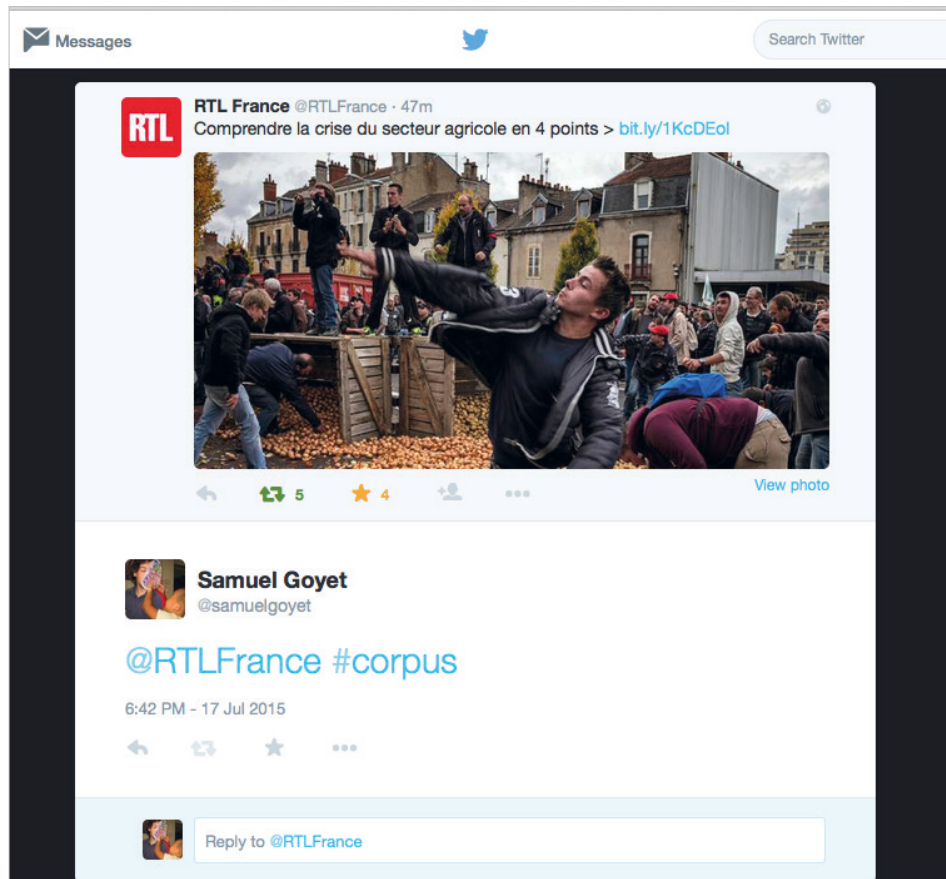 Messages
Search Twitter
RTL
RTL France @RTLFrance · 47m
Comprendre la crise du secteur agricole en 4 points > bit.ly/1KcDEol
5
4
View photo
Samuel Goyet
@samuelgoyet
@RTLFrance #corpus
6:42 PM - 17 Jul 2015
Reply to @RTLFrance